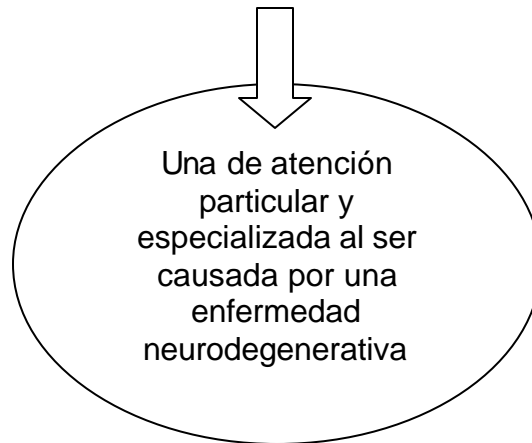 Una de atención
particular y
especializada al ser
causada por una
enfermedad
neurodegenerativa